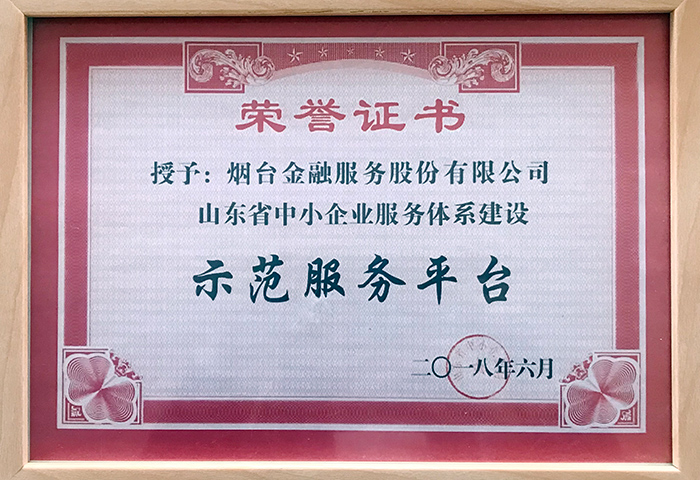 荣誉证书
授予：烟台金融服务股份有限公司
山东省中小企业服务体系建设
示范服务平台
二〇一八年六月